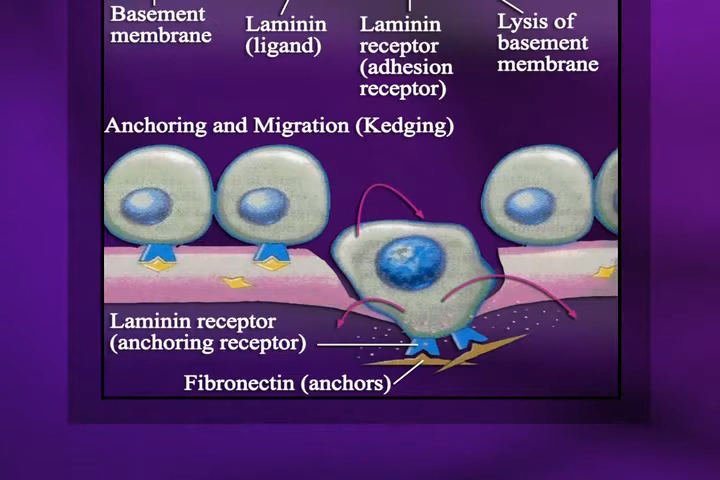 Basement
membrane
Laminin
(ligand)
Laminin
receptor
(adhesion
receptor)
Lysis of
basement
membrane
Anchoring and Migration (Kedging)
Laminin receptor
(anchoring receptor)
Fibronectin (anchors)